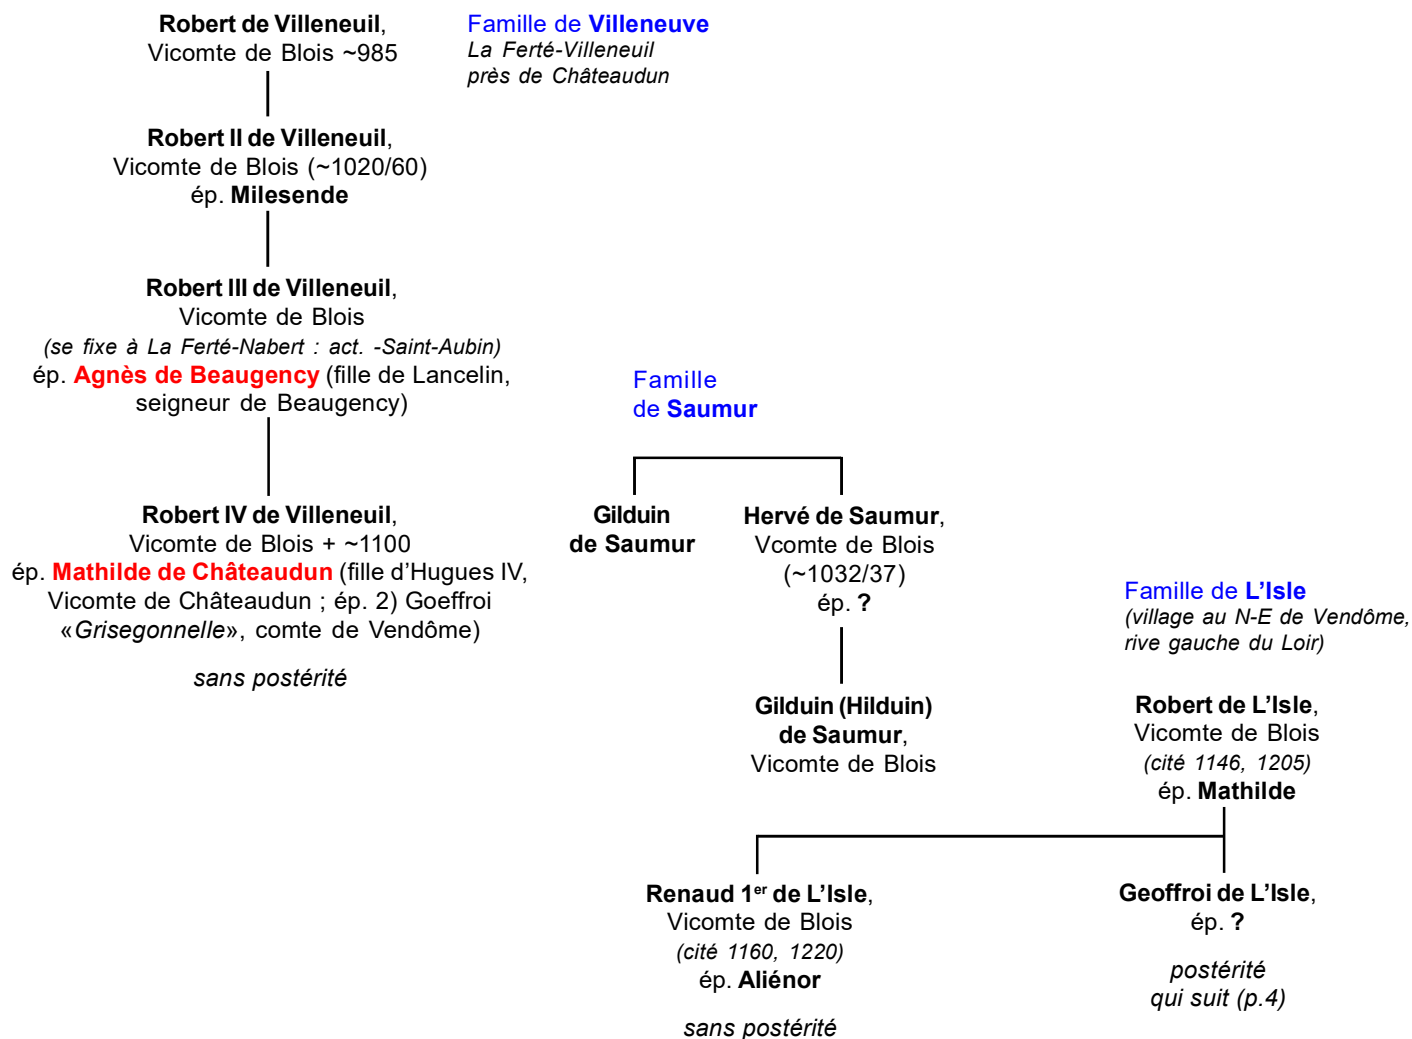 Robert de Villeneuil,
Vicomte de Blois ~985
Famille de Villeneuve
La Ferté-Villeneuil
près de Châteaudun
Robert II de Villeneuil,
Vicomte de Blois (~1020/60)
ép. Milesende
Robert III de Villeneuil,
Vicomte de Blois
(se fixe à La Ferté-Nabert : act. -Saint-Aubin)
ép. Agnès de Beaugency (fille de Lancelin,
seigneur de Beaugency)
Robert IV de Villeneuil,
Vicomte de Blois + ~1100
ép. Mathilde de Châteaudun (fille d’Hugues IV,
Vicomte de Châteaudun ; ép. 2) Goeffroi
«Grisegonnelle», comte de Vendôme)
sans postérité
Famille
de Saumur
Gilduin
de Saumur
Hervé de Saumur,
Vcomte de Blois
(~1032/37)
ép. ?
Gilduin (Hilduin)
de Saumur,
Vicomte de Blois
Famille de L’Isle
(village au N-E de Vendôme,
rive gauche du Loir)
Robert de L’Isle,
Vicomte de Blois
(cité 1146, 1205)
ép. Mathilde
Renaud 1er de L’Isle,
Vicomte de Blois
(cité 1160, 1220)
ép. Aliénor
sans postérité
Geoffroi de L’Isle,
ép. ?
postérité
qui suit (p.4)